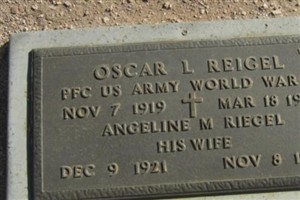 OSCAR L REIGEL
PFC US ARMY WORLD WAR
NOV 7 1919 MAR 18 19
ANGELINE M RIEGEL
HIS WIFE
DEC 9 1921 NOV 8 1